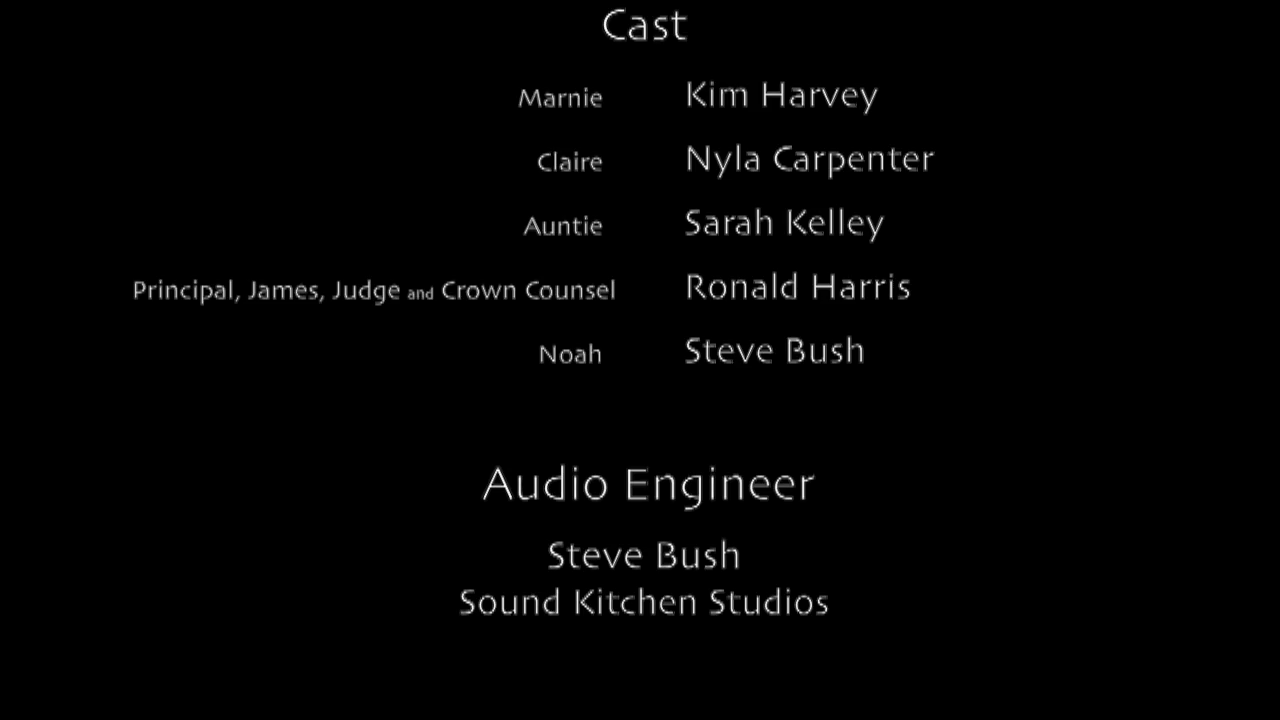 Cast
Marnie Kim Harvey
Claire Nyla Carpenter
Auntie Sarah Kelley
Principal, James, Judge and Crown Counsel Ronald Harris
Noah Steve Bush
Audio Engineer
Steve Bush
Sound Kitchen Studios